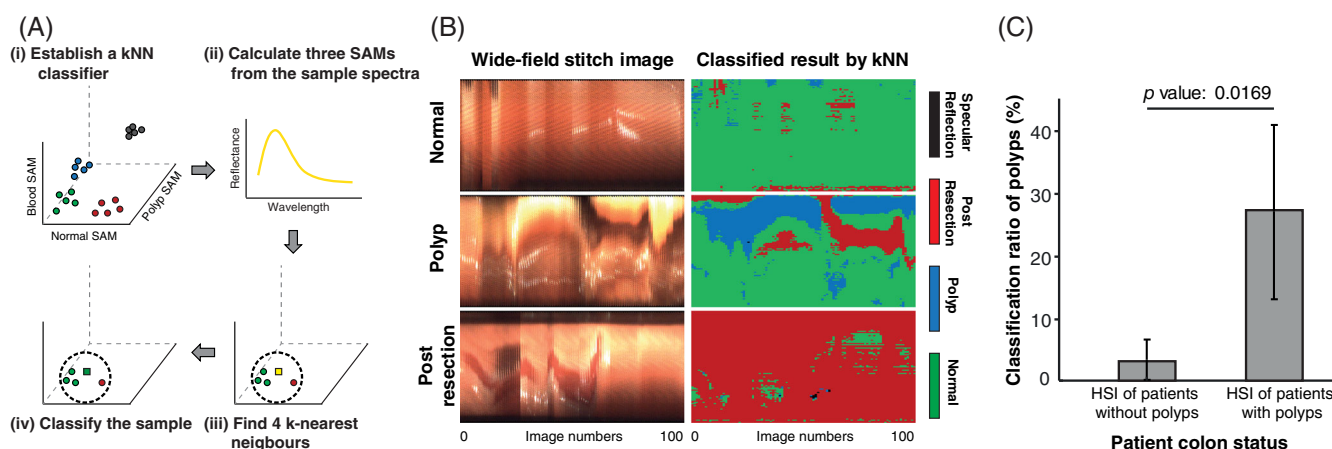 (A)
(i) Establish a kNN
classifier
(ii) Calculate three SAMs
from the sample spectra
Blood SAM
Polyp SAM
Normal SAM
Reflectance
Wavelength
(iv) Classify the sample
(iii) Find 4 k-nearest
neigbours
(B)
Wide-field stitch image
Classified result by kNN
Normal
Polyp
Post
resection
0
Image numbers
100
0
Image numbers
100
Specular
Reflection
Post
Resection
Polyp
Normal
(C)
p value: 0.0169
Classification ratio of polyps (%)
40
30
20
10
0
HSI of patients
without polyps
HSI of patients
with polyps
Patient colon status